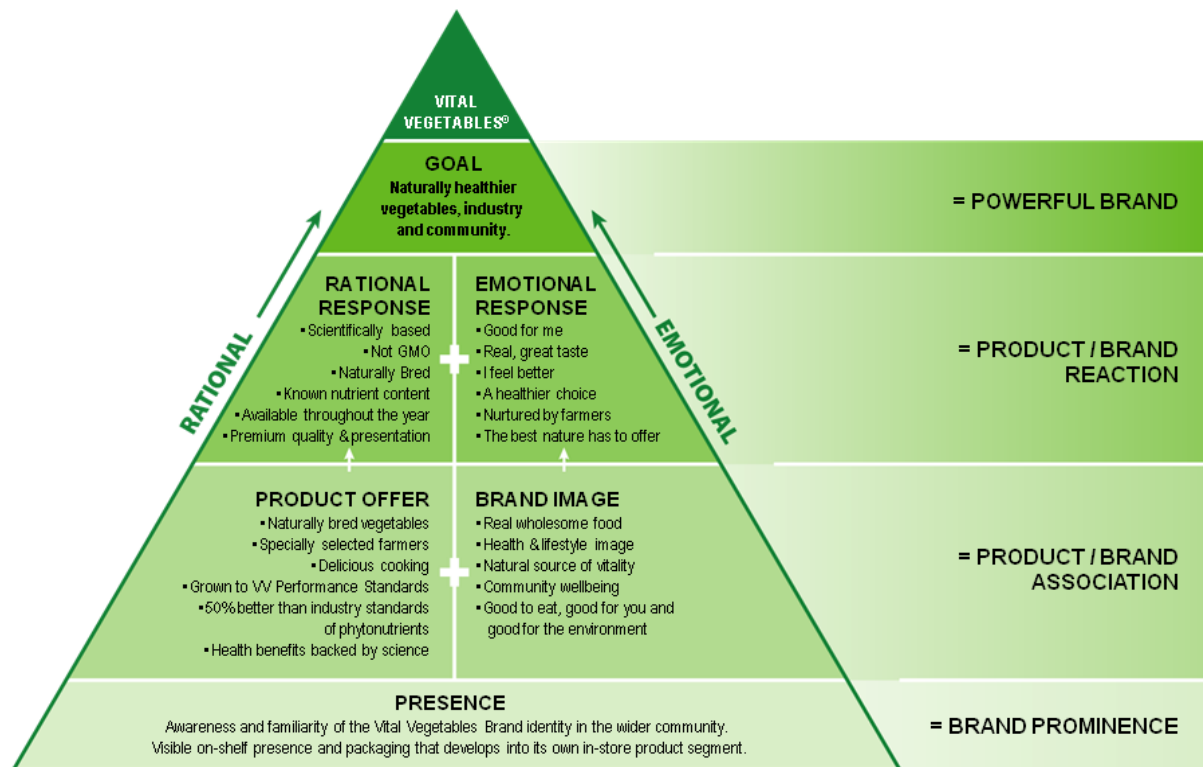 VITAL
VEGETABLES®
GOAL
Naturally healthier
vegetables, industry
and community.
= POWERFUL BRAND
RATIONAL
EMOTIONAL
RATIONAL
RESPONSE
▪ Scientifically based
▪ Not GMO
▪ Naturally Bred
▪ Known nutrient content
▪ Available throughout the year
▪ Premium quality & presentation
EMOTIONAL
RESPONSE
▪ Good for me
▪ Real, great taste
▪ I feel better
▪ A healthier choice
▪ Nurtured by farmers
▪ The best nature has to offer
= PRODUCT / BRAND
REACTION
PRODUCT OFFER
▪ Naturally bred vegetables
▪ Specially selected farmers
▪ Delicious cooking
▪ Grown to VV Performance Standards
▪ 50% better than industry standards
of phytonutrients
▪ Health benefits backed by science
BRAND IMAGE
▪ Real wholesome food
▪ Health & lifestyle image
▪ Natural source of vitality
▪ Community wellbeing
▪ Good to eat, good for you and
good for the environment
= PRODUCT / BRAND
ASSOCIATION
PRESENCE
Awareness and familiarity of the Vital Vegetables Brand identity in the wider community.
Visible on-shelf presence and packaging that develops into its own in-store product segment.
= BRAND PROMINENCE